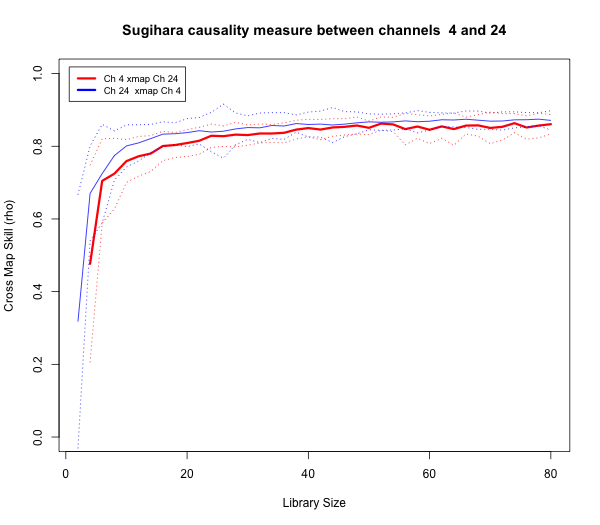 Sugihara causality measure between channels  4 and 24
Ch 4 xmap Ch 24
Ch 24  xmap Ch 4
Cross Map Skill (rho)
1.0
0.8
0.6
0.4
0.2
0.0
0 20 40 60 80
Library Size